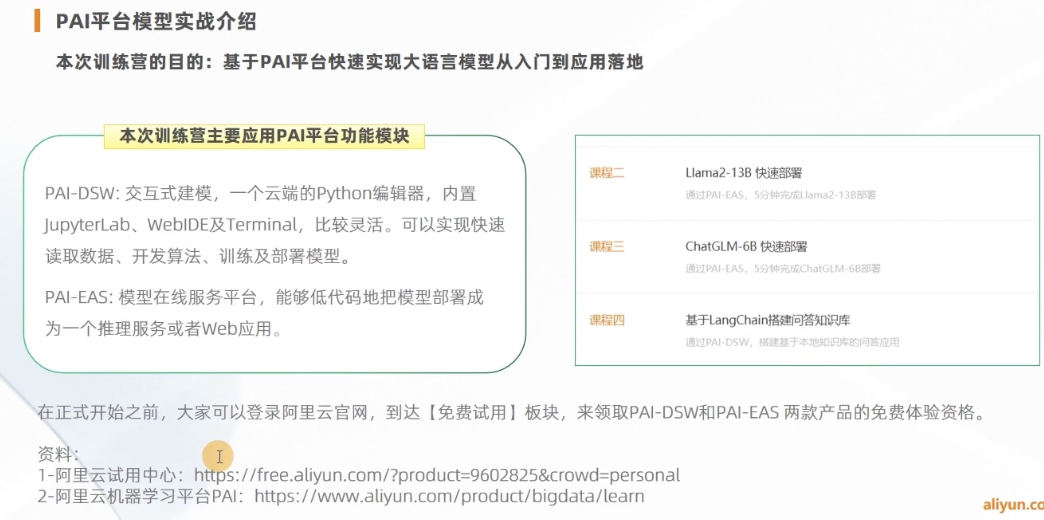 PAI平台模型实战介绍
本次训练营的目的：基于PAI平台快速实现大语言模型从入门到应用落地
本次训练营主要应用PAI平台功能模块
PAI-DSW: 交互式建模，一个云端的Python编辑器，内置
JupyterLab、WebIDE及Terminal，比较灵活。可以实现快速
读取数据、开发算法、训练及部署模型。
PAI-EAS: 模型在线服务平台，能够低代码地把模型部署成
为一个推理服务或者Web应用。
课程二
Llama2-13B 快速部署
通过PAI-EAS，5分钟完成Llama2-13B部署
课程三
ChatGLM-6B 快速部署
通过PAI-EAS，5分钟完成ChatGLM-6B部署
课程四
基于LangChain搭建问答知识库
通过PAI-DSW，搭建基于本地知识库的问答应用
在正式开始之前，大家可以登录阿里云官网，到达【免费试用】板块，来领取PAI-DSW和PAI-EAS 两款产品的免费体验资格。
资料：
1-阿里云试用中心：https://free.aliyun.com/?product=9602825&crowd=personal
2-阿里云机器学习平台PAI：https://www.aliyun.com/product/bigdata/learn
aliyun.co